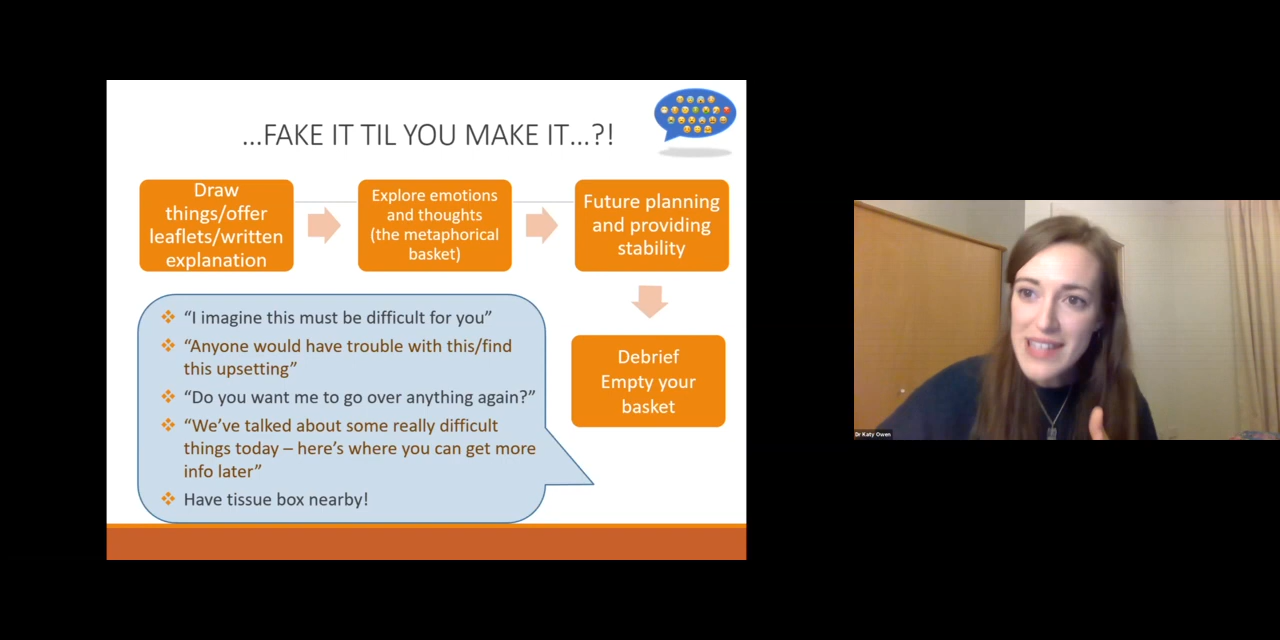 ...FAKE IT TIL YOU MAKE IT...?!
Draw
things/offer
leaflets/written
explanation
Explore emotions
and thoughts
(the metaphorical
basket)
Future planning
and providing
stability
Debrief
Empty your
basket
❖ “I imagine this must be difficult for you”
❖ “Anyone would have trouble with this/find
this upsetting”
❖ “Do you want me to go over anything again?”
❖ “We’ve talked about some really difficult
things today – here’s where you can get more
info later”
❖ Have tissue box nearby!
Dr Katy Owen